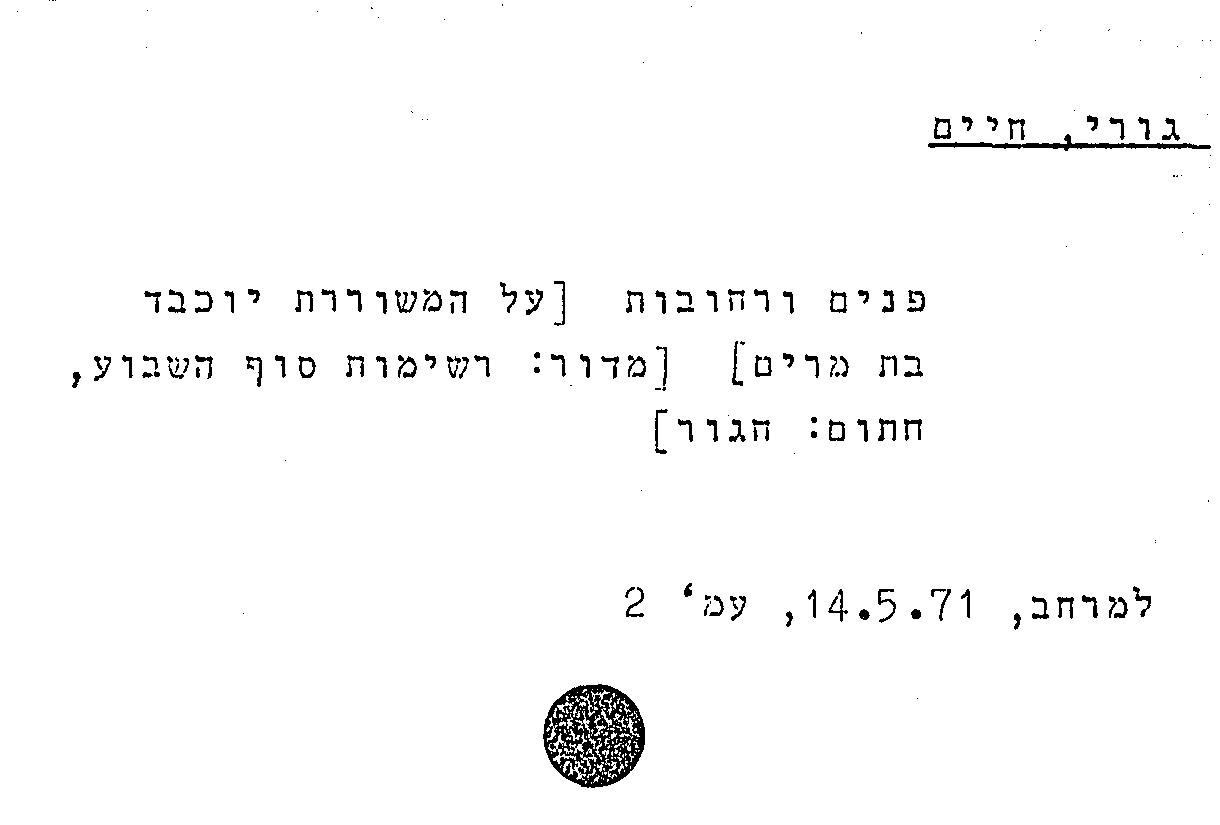 גורי, חיים
פנים ורחובות [על המשוררת יוכבד
בת מרים] [מדור: רשימות סוף השבוע,
חתום: חגור]
למרחב, 14.5.71, עמ' 2